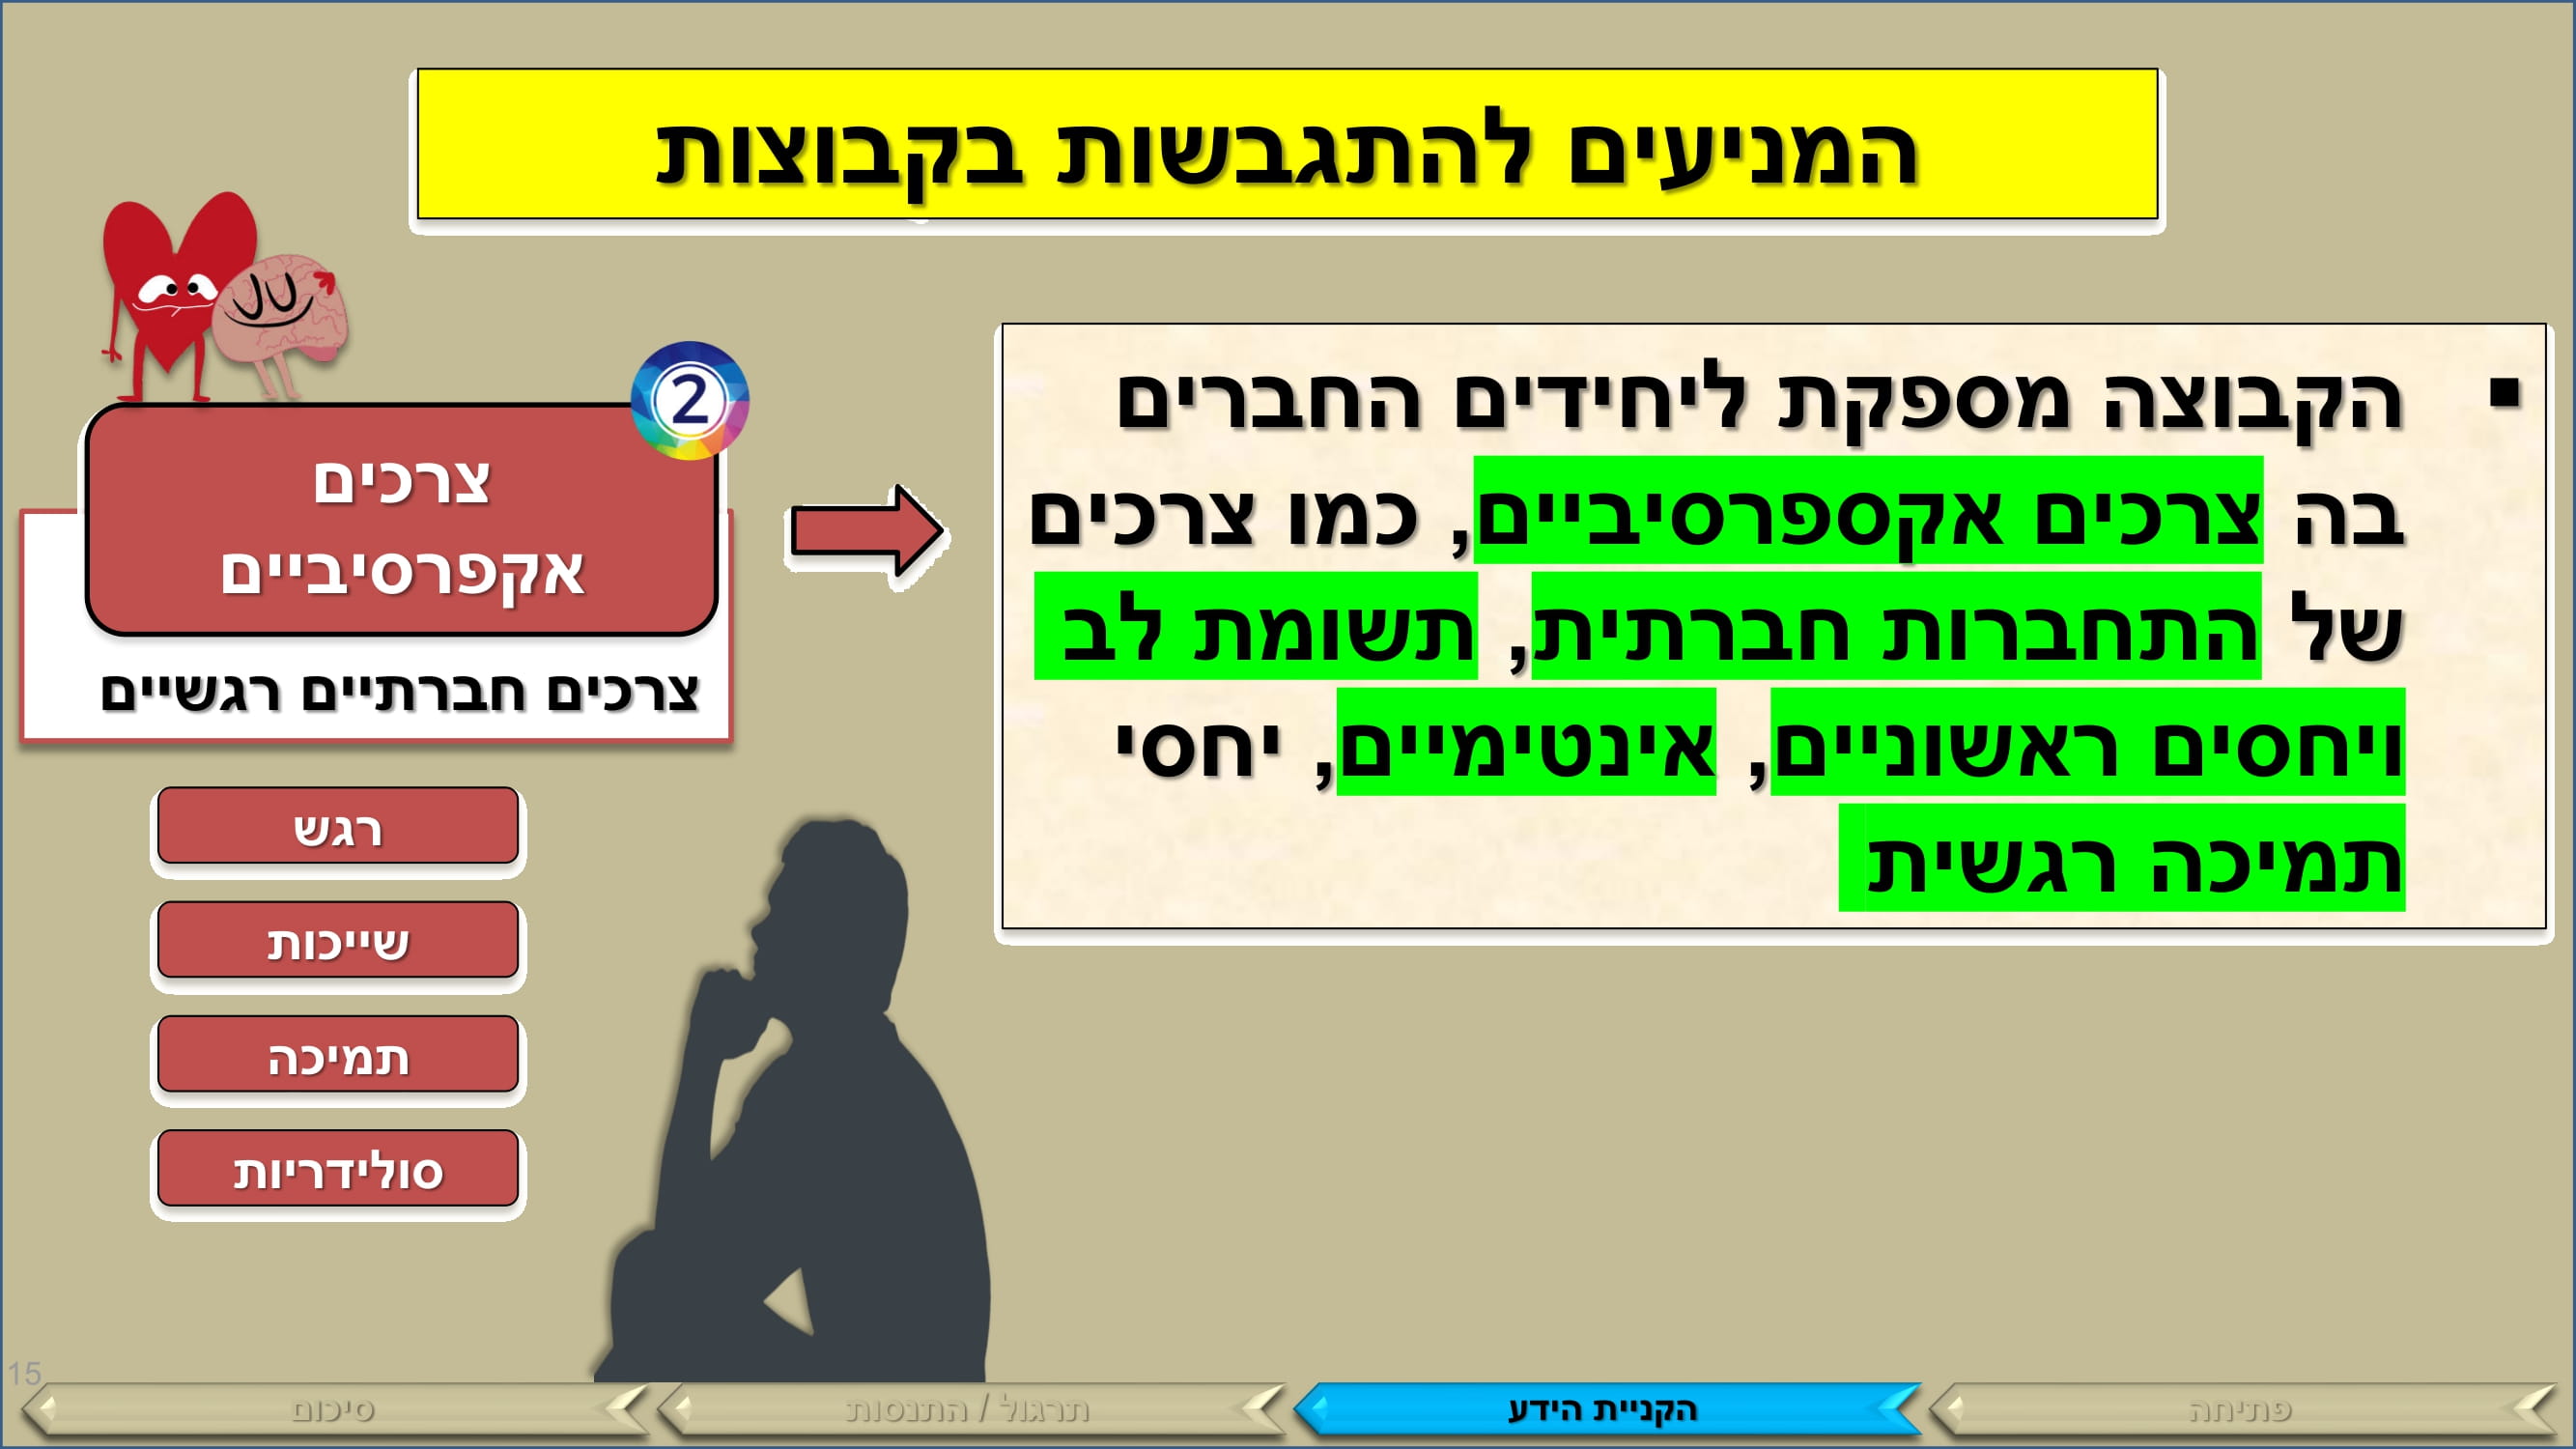 המניעים להתגבשות בקבוצות
▪ הקבוצה מספקת ליחידים החברים
בה צרכים אקספרסיביים, כמו צרכים
של התחברות חברתית, תשומת לב
ויחסים ראשוניים, אינטימיים, יחסי
תמיכה רגשית
2
צרכים
אקפרסיביים
צרכים חברתיים רגשיים
רגש
שייכות
תמיכה
סולידריות
15
פתיחה
הקניית הידע
תרגול / התנסות
סיכום